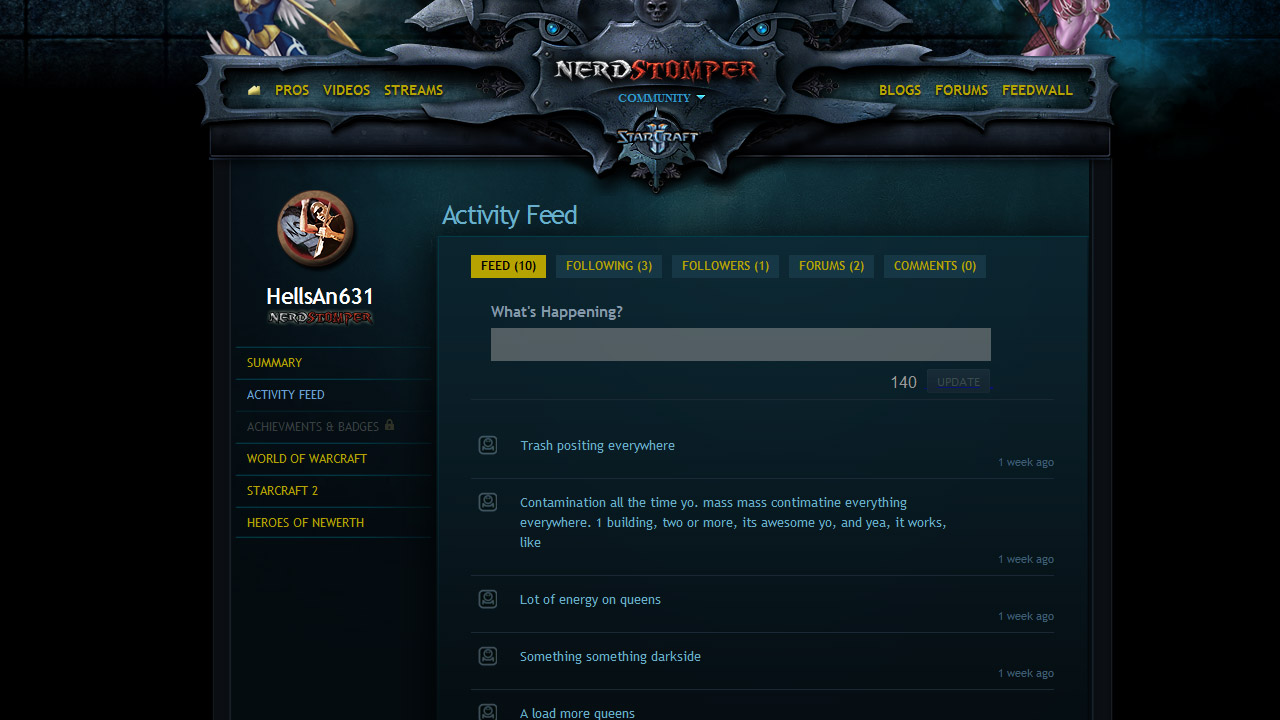 NERDSTOMPER
PROS VIDEOS STREAMS
COMMUNITY
BLOGS FORUMS FEEDWALL
STARCRAFT
II
HellsAn631
NERDSTOMPER
SUMMARY
ACTIVITY FEED
ACHIEVMENTS & BADGES
WORLD OF WARCRAFT
STARCRAFT 2
HEROES OF NEWERTH
Activity Feed
FEED (10) FOLLOWING (3) FOLLOWERS (1) FORUMS (2) COMMENTS (0)
What's Happening?
140 UPDATE
Trash positing everywhere
1 week ago
Contamination all the time yo. mass mass contimatine everything
everywhere. 1 building, two or more, its awesome yo, and yea, it works,
like
1 week ago
Lot of energy on queens
1 week ago
Something something darkside
1 week ago
A load more queens